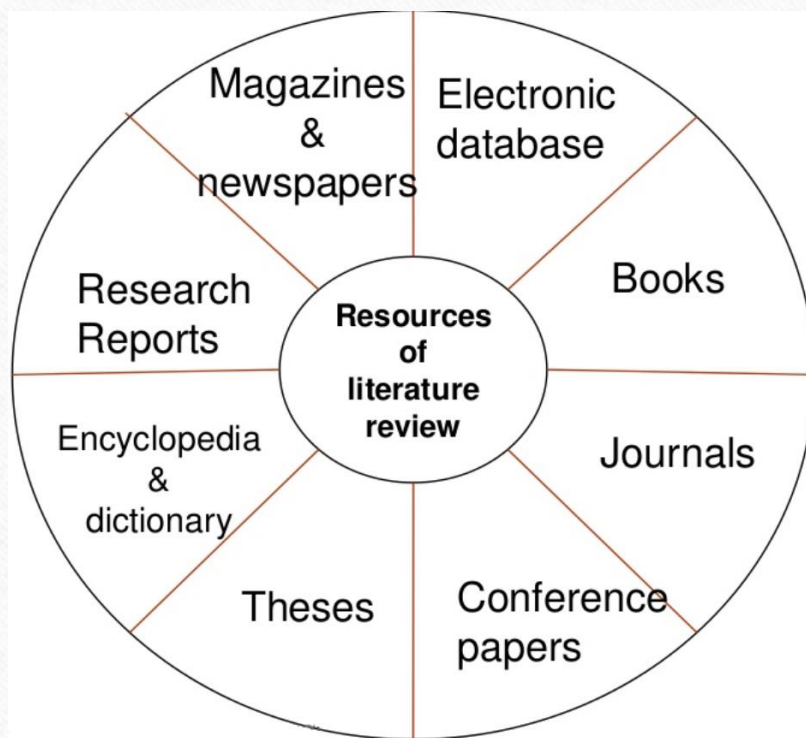 Magazines
&
newspapers
Electronic
database
Books
Journals
Conference
papers
Theses
Encyclopedia
&
dictionary
Research
Reports
Resources
of
literature
review